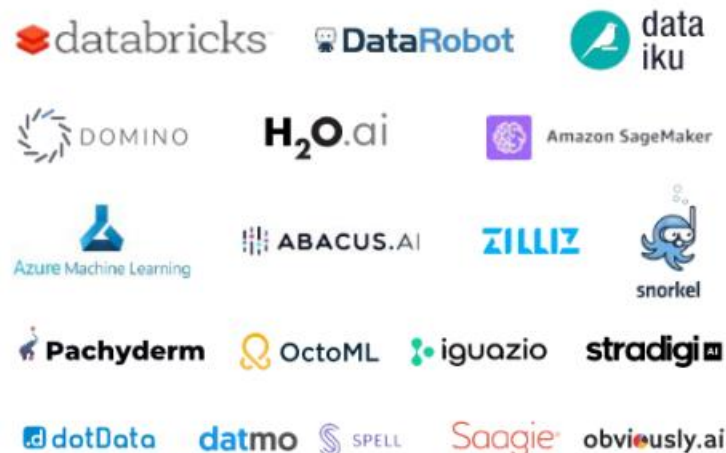 databricks DataRobot data
iku
DOMINO H2O.ai Amazon SageMaker
Azure Machine Learning ABACUS.AI ZILLIZ
snorkel
Pachyderm OctoML iguazio stradigi AI
.d dotData datmo SPELL Saagie obviously.ai